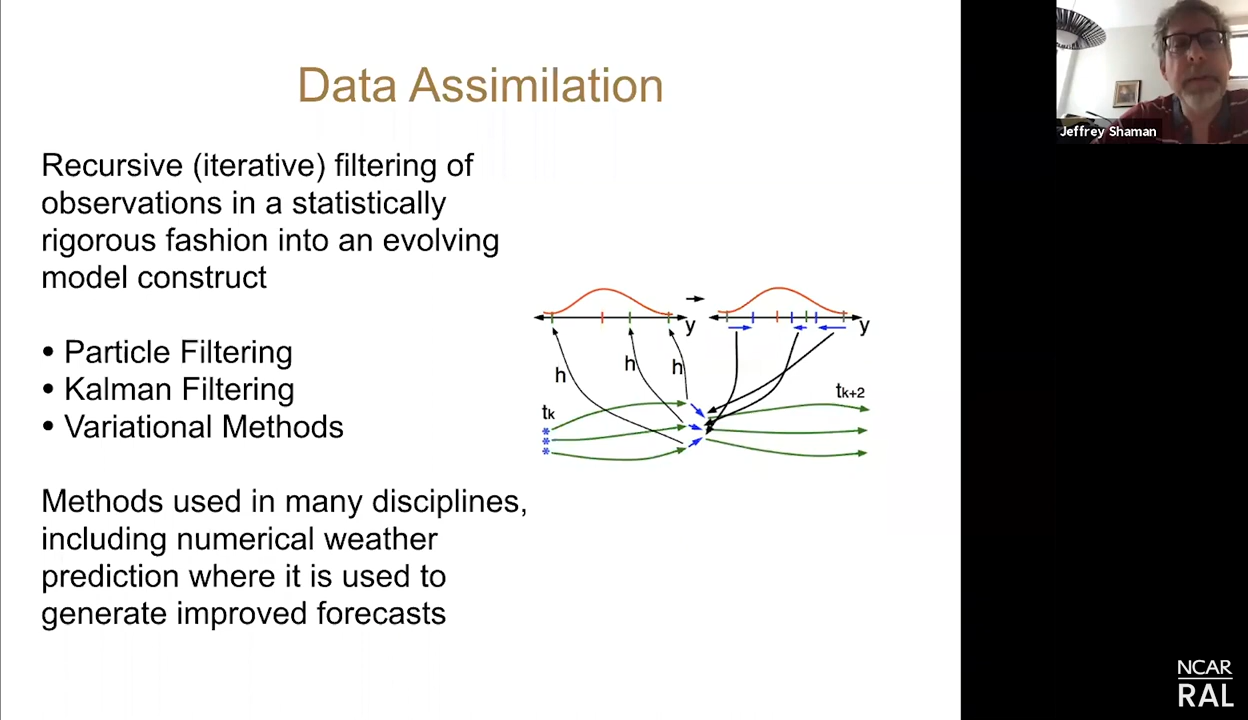 Data Assimilation
Recursive (iterative) filtering of
observations in a statistically
rigorous fashion into an evolving
model construct
• Particle Filtering
• Kalman Filtering
• Variational Methods
Methods used in many disciplines,
including numerical weather
prediction where it is used to
generate improved forecasts
y
y
h
h
h
tk
tk+2
*
*
*
Jeffrey Shaman
NCAR
RAL